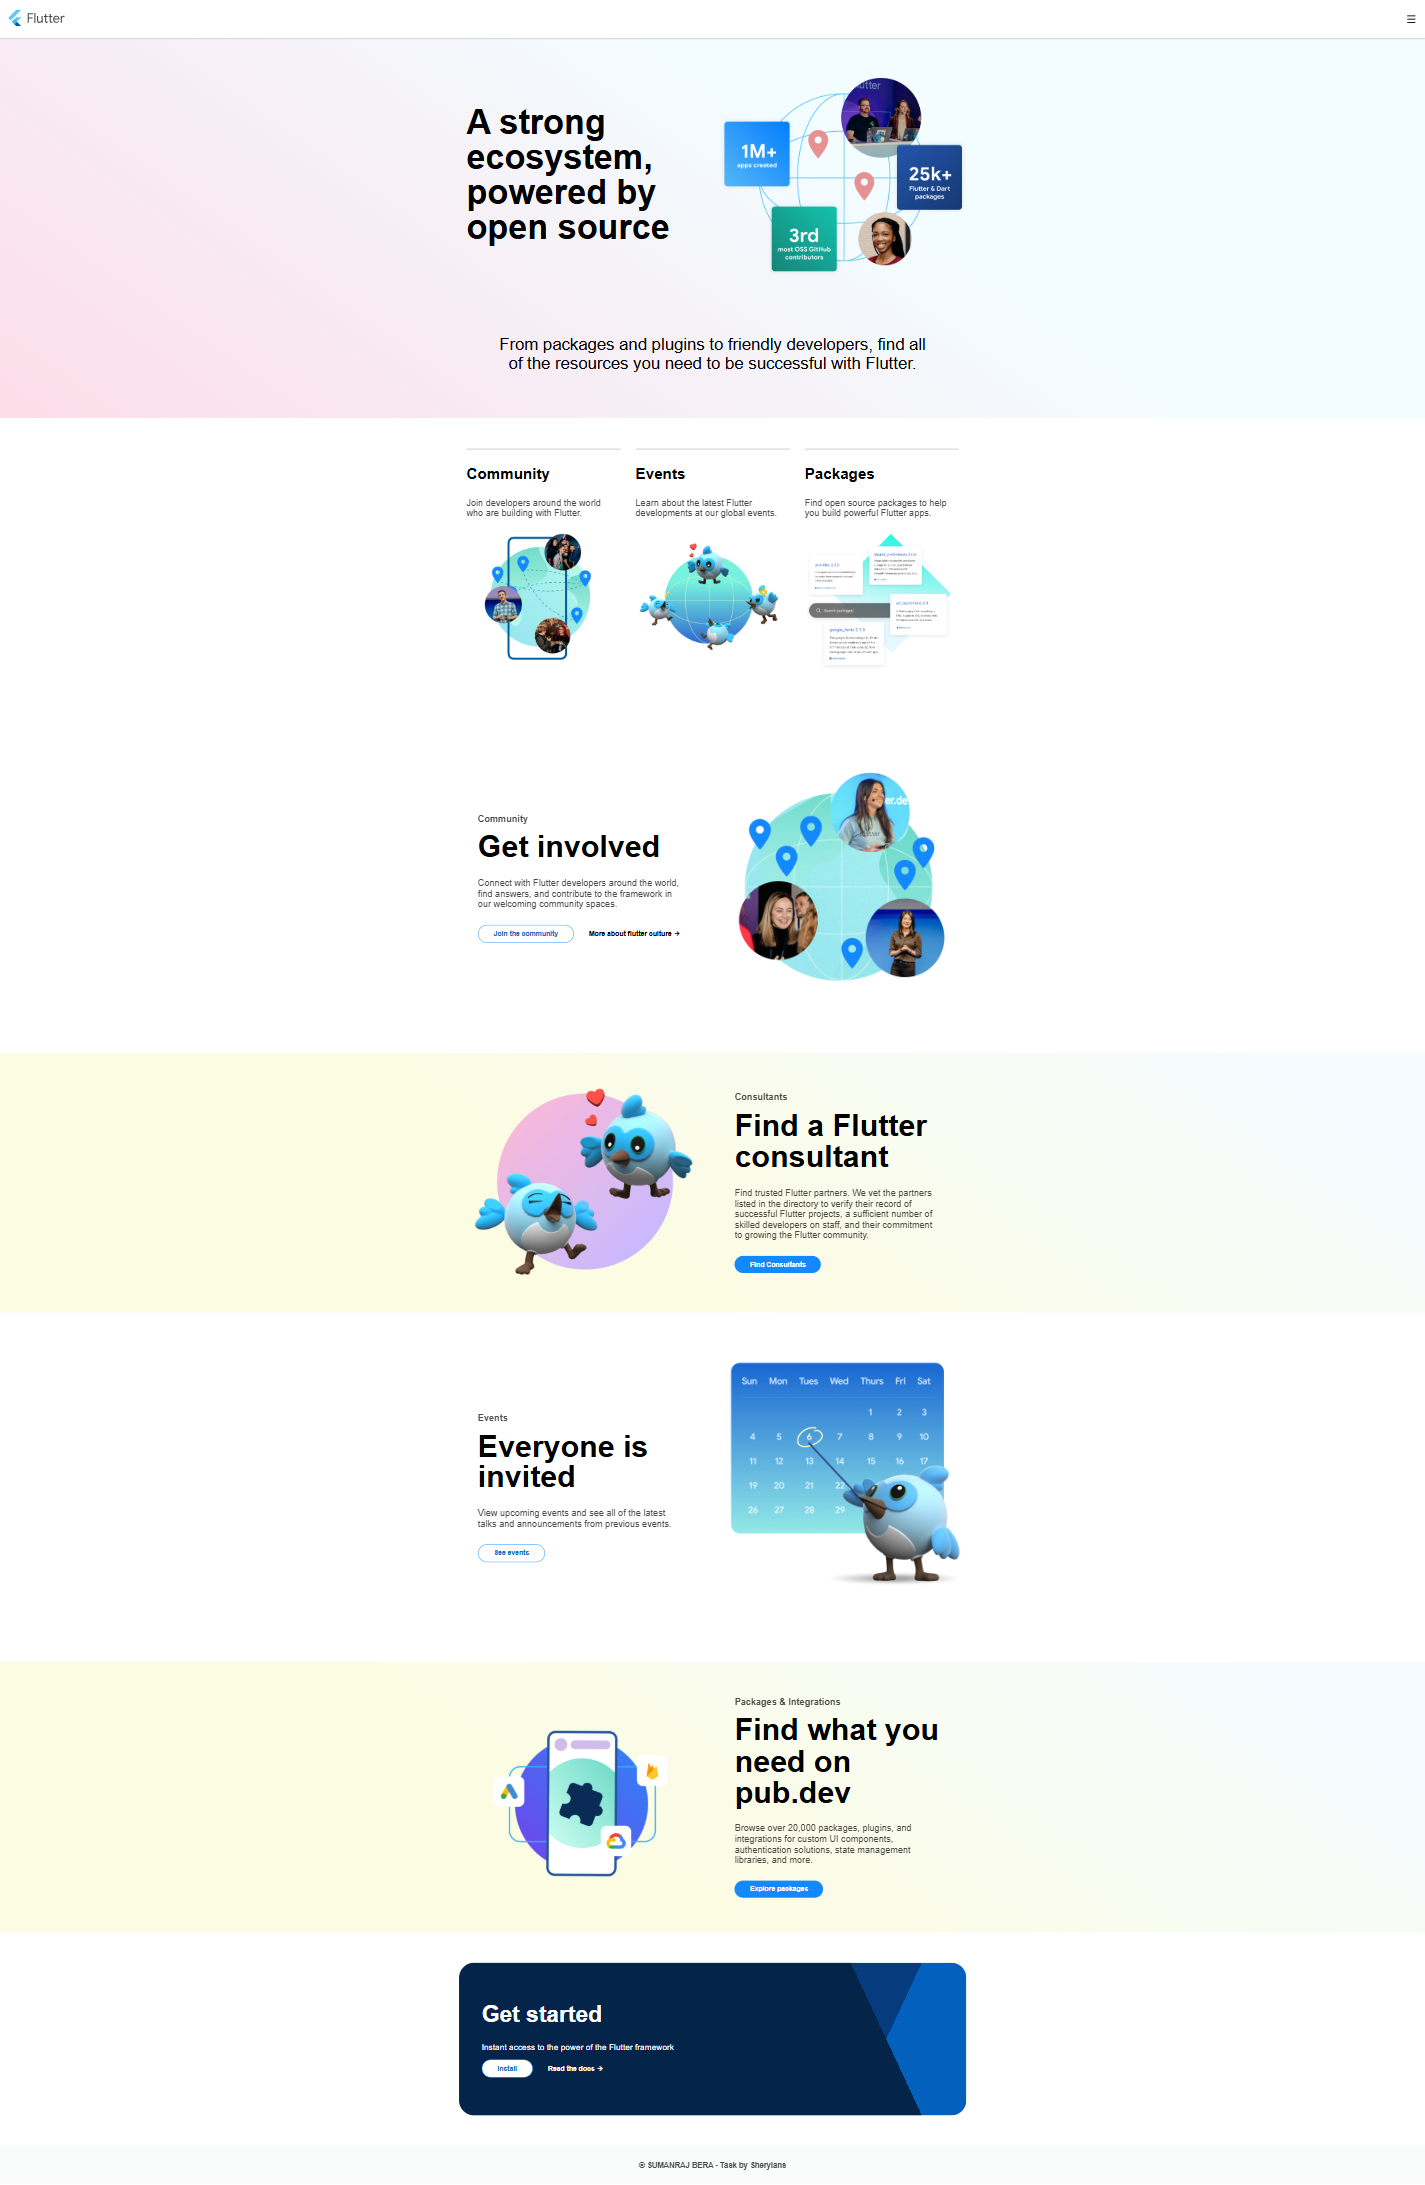 Flutter
A strong
ecosystem,
powered by
open source
1M+
apps created
25k+
Flutter & Dart
packages
3rd
most OSS GitHub
contributors
From packages and plugins to friendly developers, find all
of the resources you need to be successful with Flutter.
Community
Join developers around the world
who are building with Flutter.
Events
Learn about the latest Flutter
developments at our global events.
Packages
Find open source packages to help
you build powerful Flutter apps.
Search packages
Community
Get involved
Connect with Flutter developers around the world,
find answers, and contribute to the framework in
our welcoming community spaces.
Join the community
More about flutter culture →
Consultants
Find a Flutter
consultant
Find trusted Flutter partners. We vet the partners
listed in the directory to verify their record of
successful Flutter projects, a sufficient number of
skilled developers on staff, and their commitment
to growing the Flutter community.
Find Consultants
Events
Everyone is
invited
View upcoming events and see all of the latest
talks and announcements from previous events.
See events
Sun Mon Tues Wed Thurs Fri Sat
1 2 3
4 5 6 7 8 9 10
11 12 13 14 15 16 17
19 20 21 22
26 27 28 29
Packages & Integrations
Find what you
need on
pub.dev
Browse over 20,000 packages, plugins, and
integrations for custom UI components,
authentication solutions, state management
libraries, and more.
Explore packages
Get started
Instant access to the power of the Flutter framework
Install
Read the docs →
© SUMANRAJ BERA - Task by Sheryians